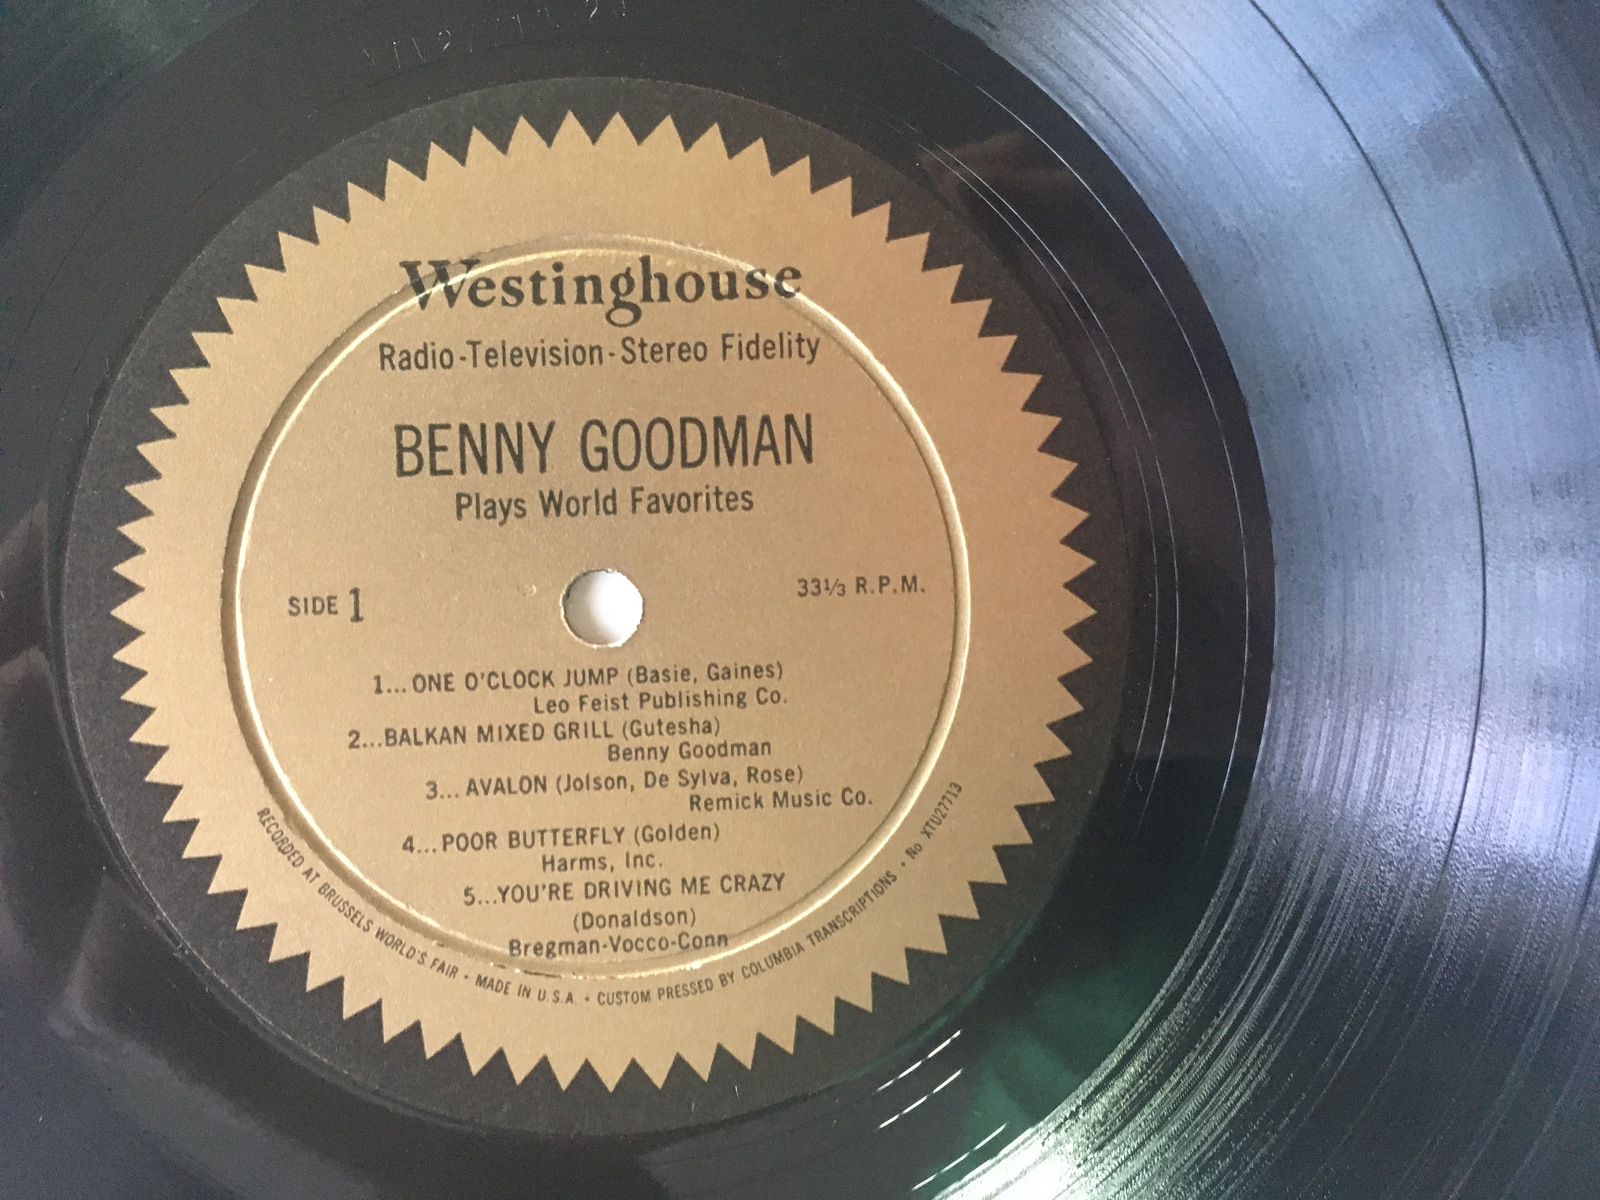 Westinghouse
Radio-Television-Stereo Fidelity
BENNY GOODMAN
Plays World Favorites
SIDE 1
33⅓ R.P.M.
1...ONE O'CLOCK JUMP (Basie, Gaines)
Leo Feist Publishing Co.
2...BALKAN MIXED GRILL (Gutesha)
Benny Goodman
3...AVALON (Jolson, De Sylva, Rose)
Remick Music Co.
4...POOR BUTTERFLY (Golden)
Harms, Inc.
5...YOU'RE DRIVING ME CRAZY
(Donaldson)
Bregman-Vocco-Conn
RECORDED AT BRUSSELS WORLD'S FAIR • MADE IN U.S.A. • CUSTOM PRESSED BY COLUMBIA TRANSCRIPTIONS • No XTU27713